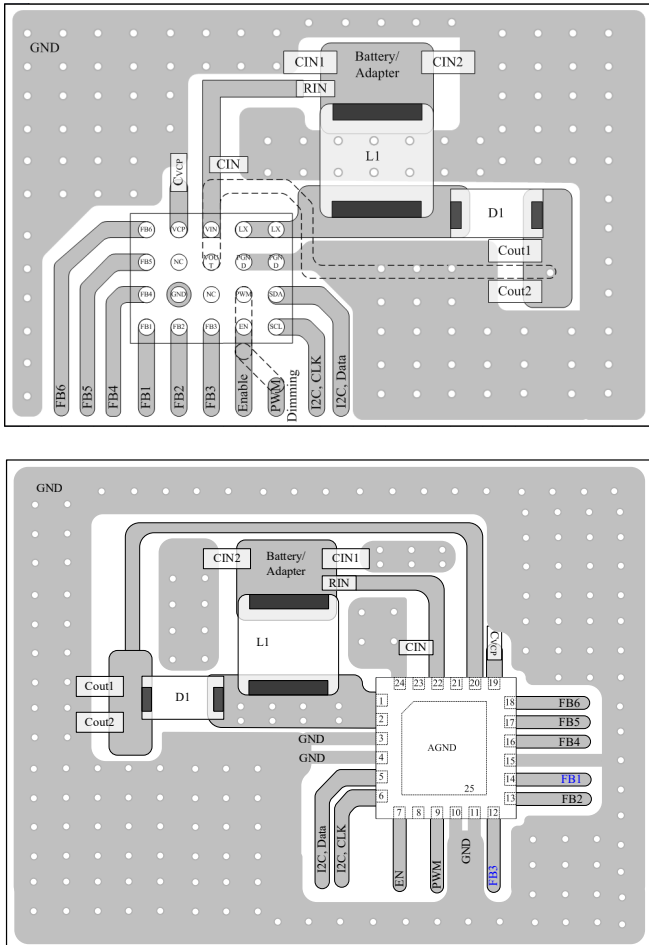 GND
CIN1
Battery/
Adapter
CIN2
RIN
L1
CVCP
CIN
D1
Cout1
Cout2
FB6
VCP
VIN
LX
LX
FB5
NC
VOU
T
PGN
D
PGN
D
FB4
GND
NC
PWM
SDA
FB1
FB2
FB3
EN
SCL
FB6
FB5
FB4
FB1
FB2
FB3
Enable
PWM
Dimming
I2C, CLK
I2C, Data
GND
CIN2
Battery/
Adapter
CIN1
RIN
L1
CIN
CVCP
Cout1
D1
Cout2
24
23
22
21
20
19
1
2
3
4
5
6
18
17
16
15
14
13
FB6
FB5
FB4
FB1
FB2
GND
GND
AGND
25
7
8
9
10
11
12
I2C, Data
I2C, CLK
EN
PWM
GND
FB3